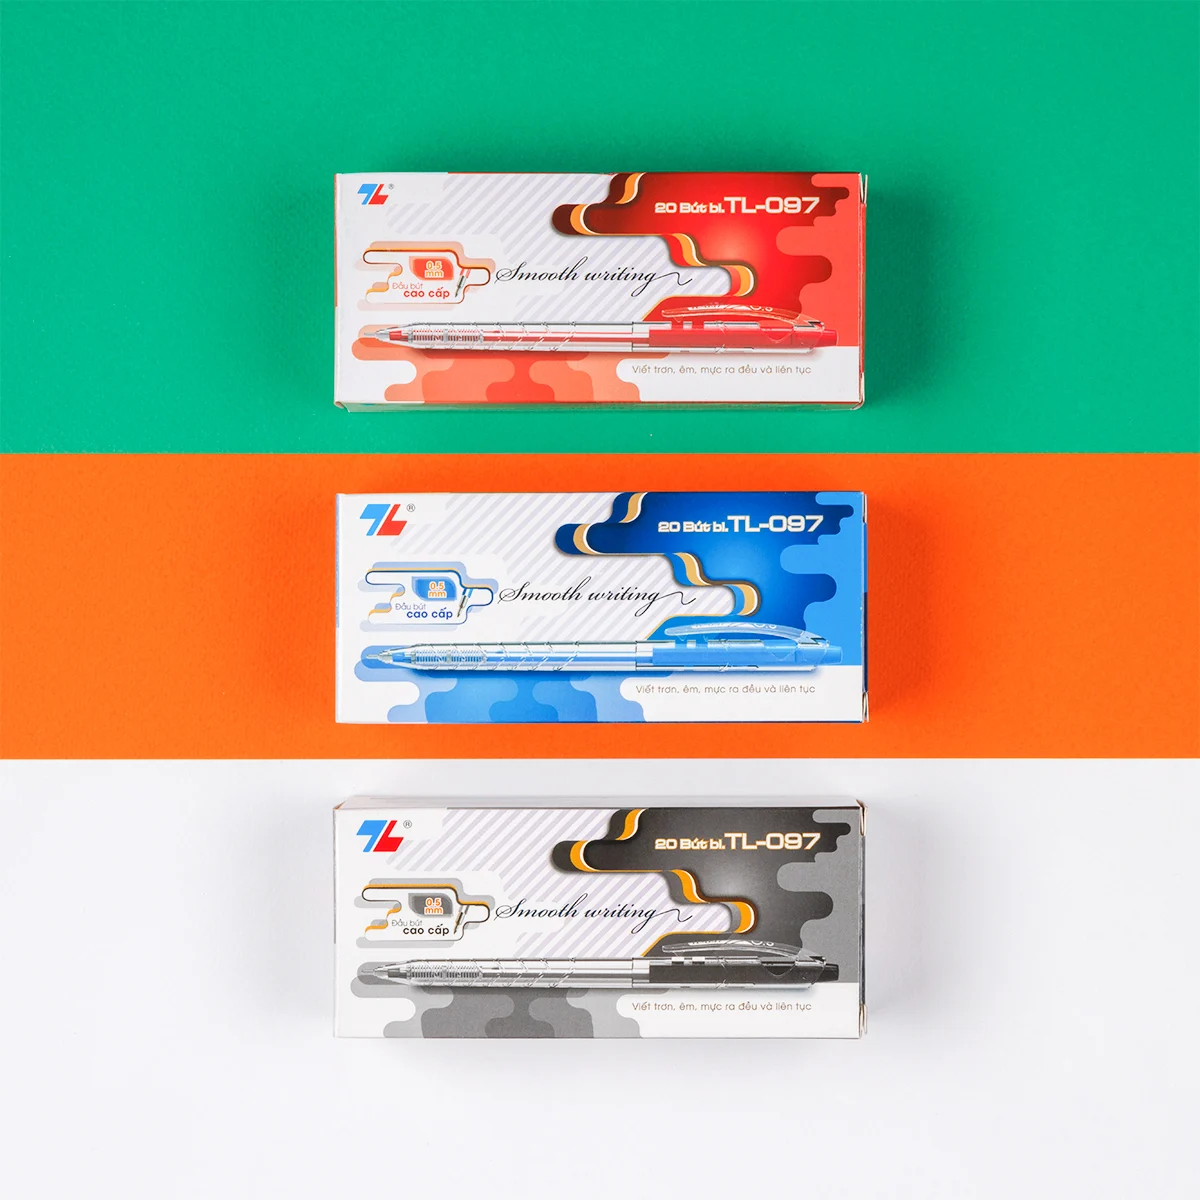 TL®
20 Bút bi. TL-097
0.5
mm
Đầu bút
cao cấp
Smooth writing
Viết trơn, êm, mực ra đều và liên tục
TL®
20 Bút bi. TL-097
0.5
mm
Đầu bút
cao cấp
Smooth writing
Viết trơn, êm, mực ra đều và liên tục
TL®
20 Bút bi. TL-097
0.5
mm
Đầu bút
cao cấp
Smooth writing
Viết trơn, êm, mực ra đều và liên tục